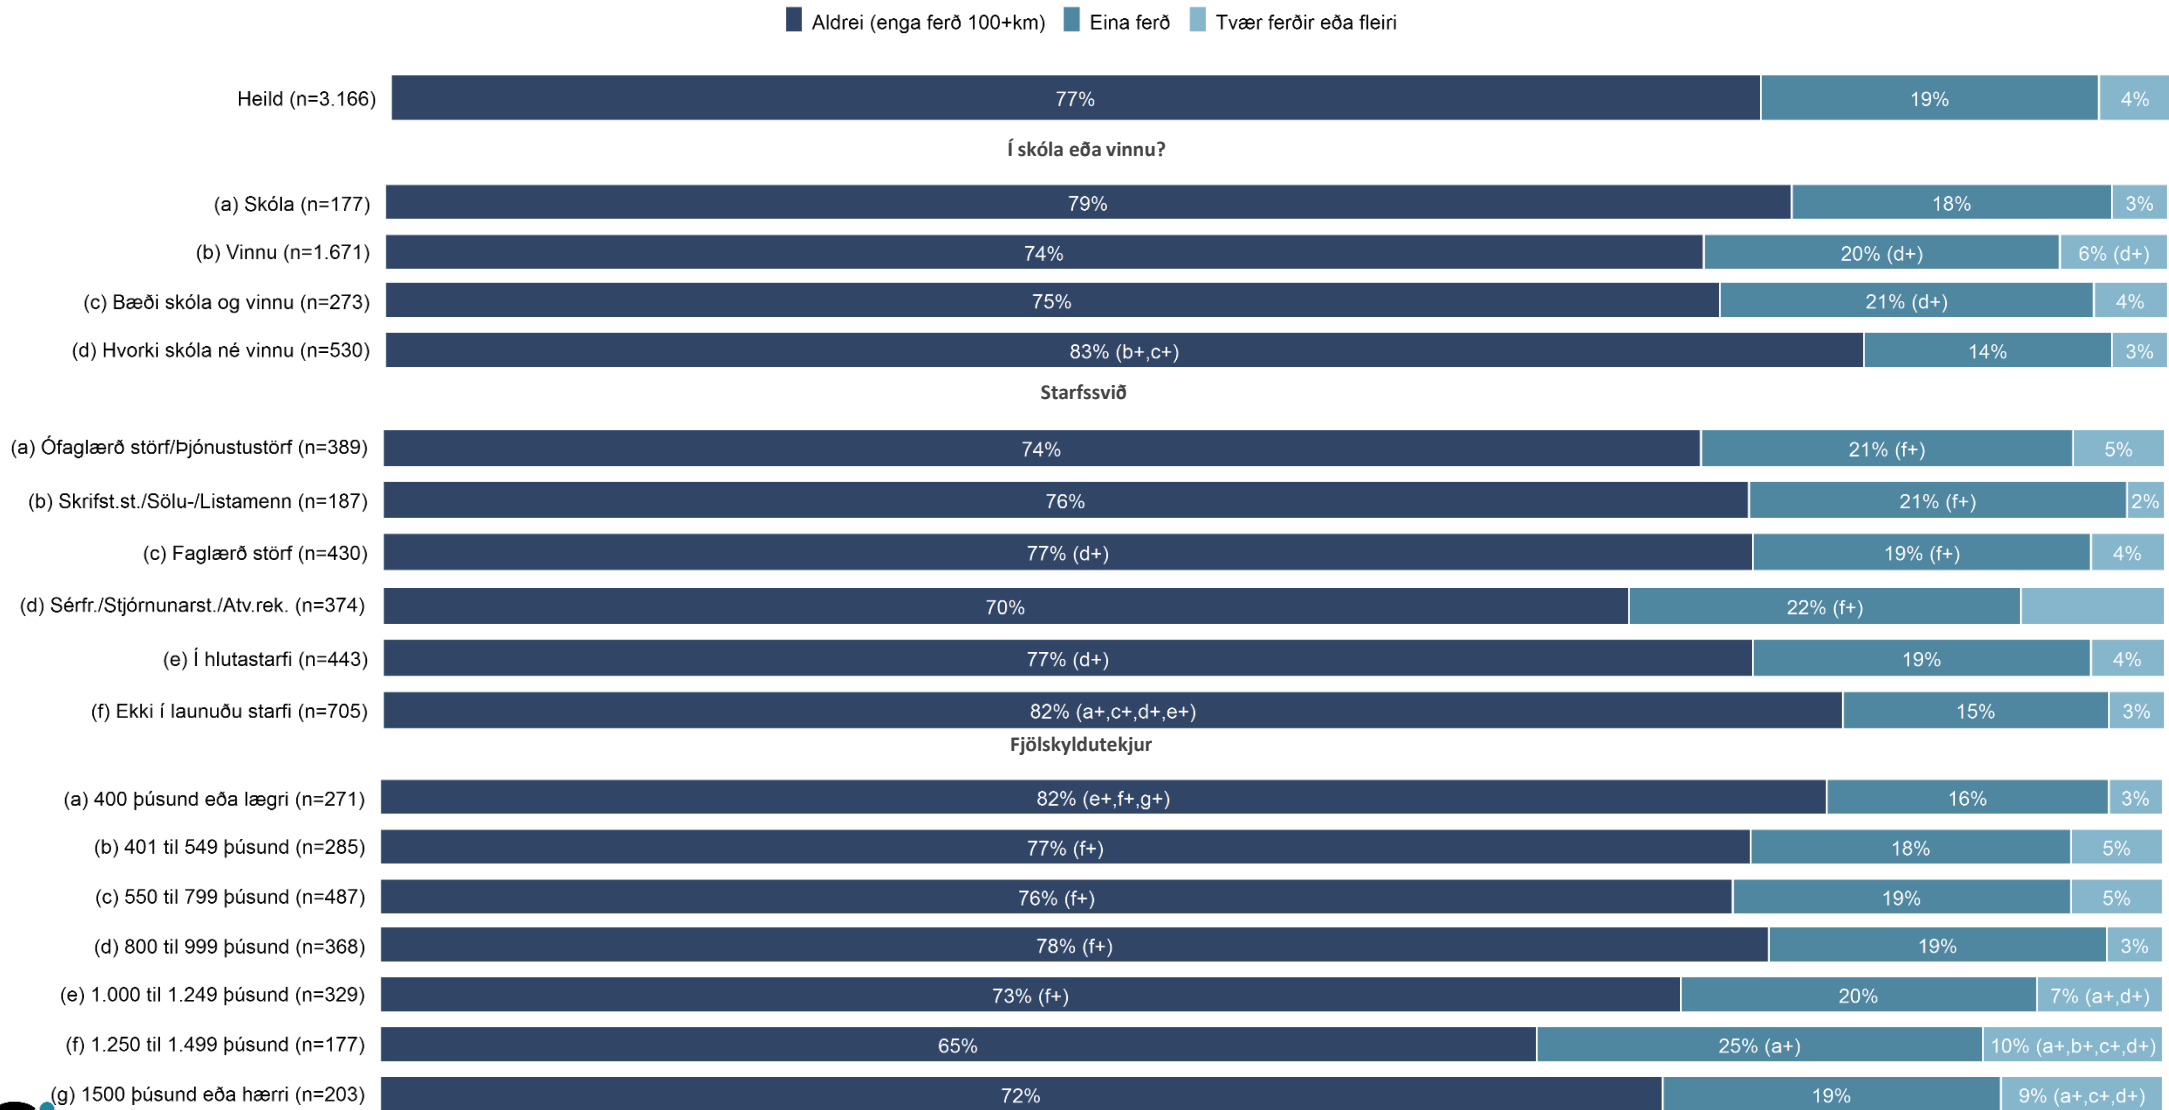 Aldrei (enga ferð 100+km) Eina ferð Tvær ferðir eða fleiri
Heild (n=3.166) 77% 19% 4%
Í skóla eða vinnu?
(a) Skóla (n=177) 79% 18% 3%
(b) Vinnu (n=1.671) 74% 20% (d+) 6% (d+)
(c) Bæði skóla og vinnu (n=273) 75% 21% (d+) 4%
(d) Hvorki skóla né vinnu (n=530) 83% (b+,c+) 14% 3%
Starfssvið
(a) Ófaglærð störf/Þjónustustörf (n=389) 74% 21% (f+) 5%
(b) Skrifst.st./Sölu-/Listamenn (n=187) 76% 21% (f+) 2%
(c) Faglærð störf (n=430) 77% (d+) 19% (f+) 4%
(d) Sérfr./Stjórnunarst./Atv.rek. (n=374) 70% 22% (f+)
(e) Í hlutastarfi (n=443) 77% (d+) 19% 4%
(f) Ekki í launuðu starfi (n=705) 82% (a+,c+,d+,e+) 15% 3%
Fjölskyldutekjur
(a) 400 þúsund eða lægri (n=271) 82% (e+,f+,g+) 16% 3%
(b) 401 til 549 þúsund (n=285) 77% (f+) 18% 5%
(c) 550 til 799 þúsund (n=487) 76% (f+) 19% 5%
(d) 800 til 999 þúsund (n=368) 78% (f+) 19% 3%
(e) 1.000 til 1.249 þúsund (n=329) 73% (f+) 20% 7% (a+,d+)
(f) 1.250 til 1.499 þúsund (n=177) 65% 25% (a+) 10% (a+,b+,c+,d+)
(g) 1500 þúsund eða hærri (n=203) 72% 19% 9% (a+,c+,d+)